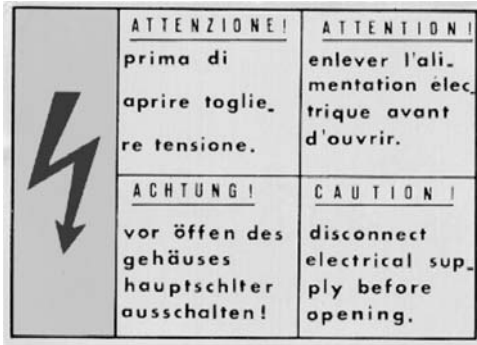 ATTENZIONE!
prima di
aprire toglie_
re tensione.
ATTENTION!
enlever l'ali_
mentation élec_
trique avant
d'ouvrir.
ACHTUNG!
vor öffen des
gehäuses
hauptschlter
ausschalten!
CAUTION!
disconnect
electrical sup_
ply before
opening.